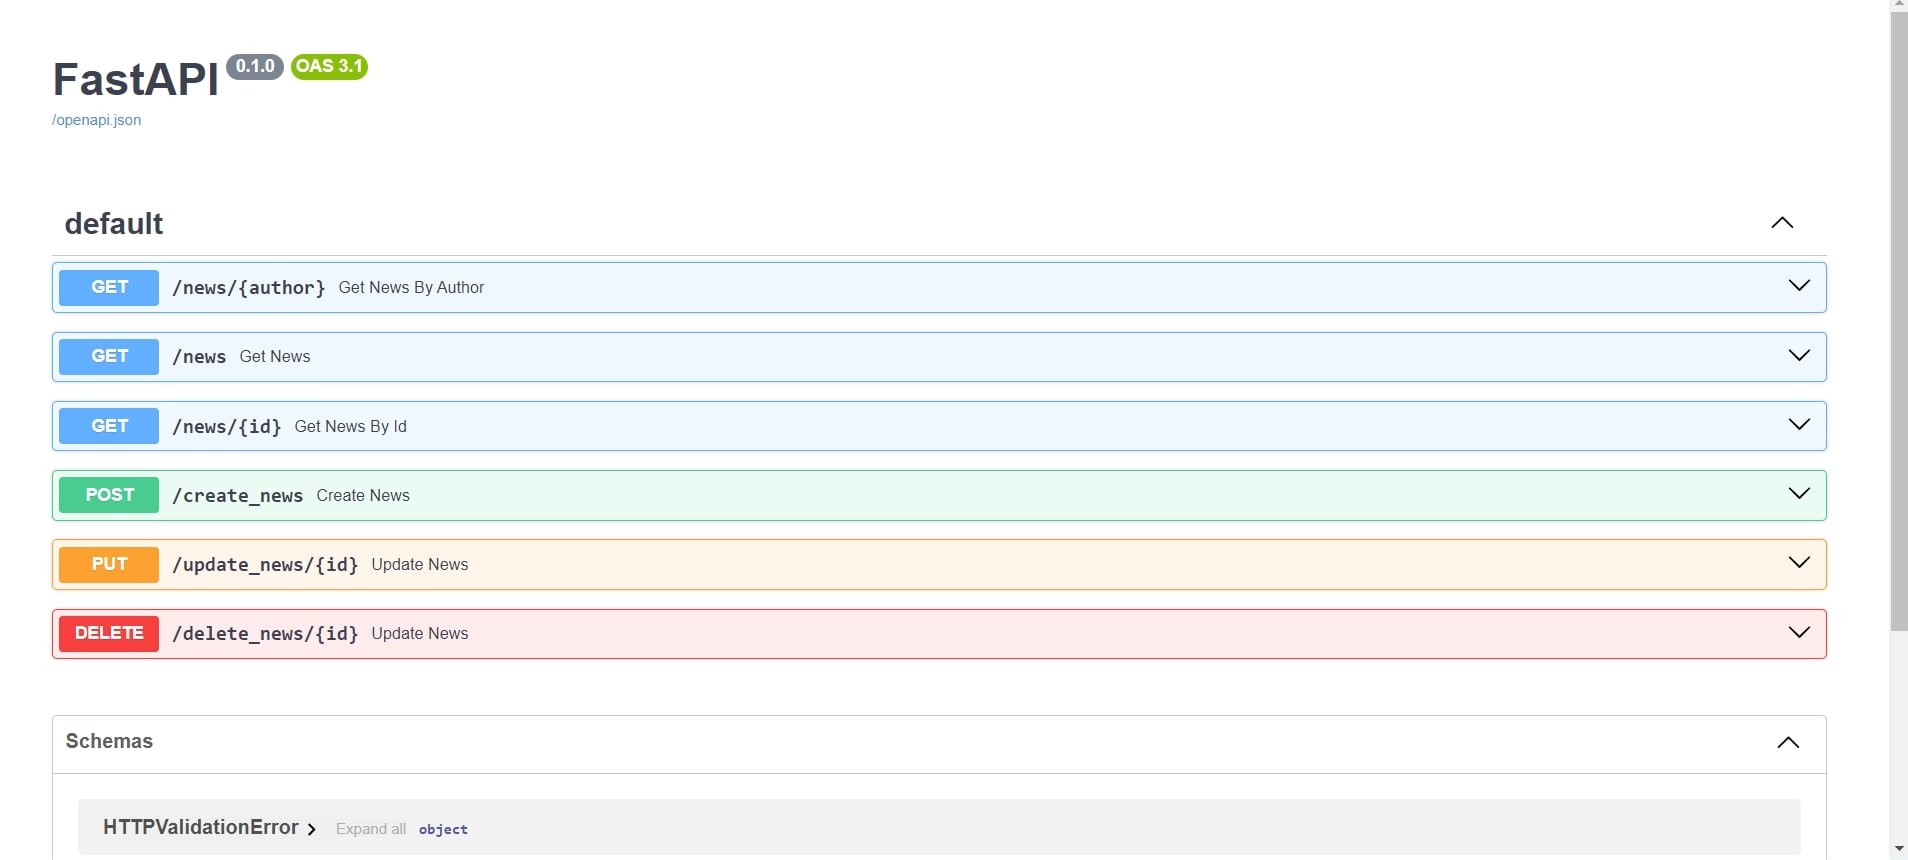 FastAPI 0.1.0 OAS 3.1
/openapi.json
default
GET /news/{author} Get News By Author
GET /news Get News
GET /news/{id} Get News By Id
POST /create_news Create News
PUT /update_news/{id} Update News
DELETE /delete_news/{id} Update News
Schemas
HTTPValidationError Expand all object